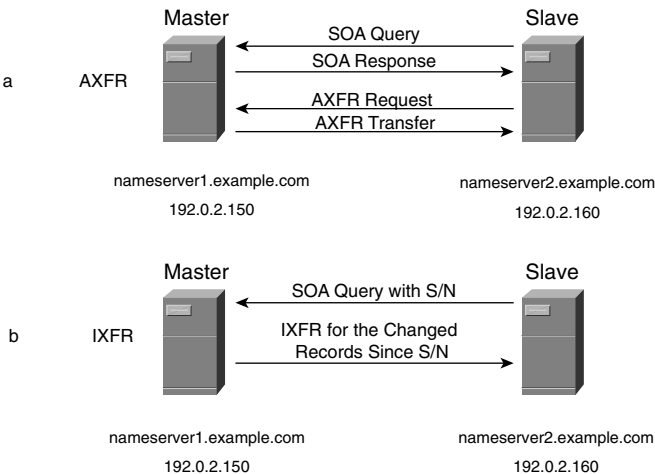 Master Slave
SOA Query
SOA Response
a AXFR
AXFR Request
AXFR Transfer
nameserver1.example.com nameserver2.example.com
192.0.2.150 192.0.2.160
Master Slave
SOA Query with S/N
b IXFR
IXFR for the Changed
Records Since S/N
nameserver1.example.com nameserver2.example.com
192.0.2.150 192.0.2.160